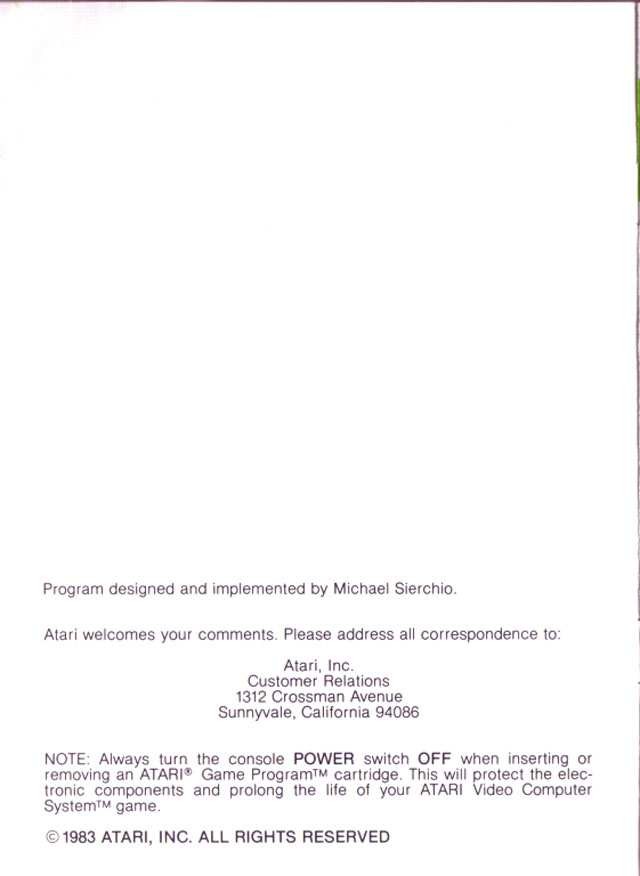 Program designed and implemented by Michael Sierchio.
Atari welcomes your comments. Please address all correspondence to:
Atari, Inc.
Customer Relations
1312 Crossman Avenue
Sunnyvale, California 94086
NOTE: Always turn the console POWER switch OFF when inserting or
removing an ATARI® Game Program™ cartridge. This will protect the elec-
tronic components and prolong the life of your ATARI Video Computer
System™ game.
© 1983 ATARI, INC. ALL RIGHTS RESERVED